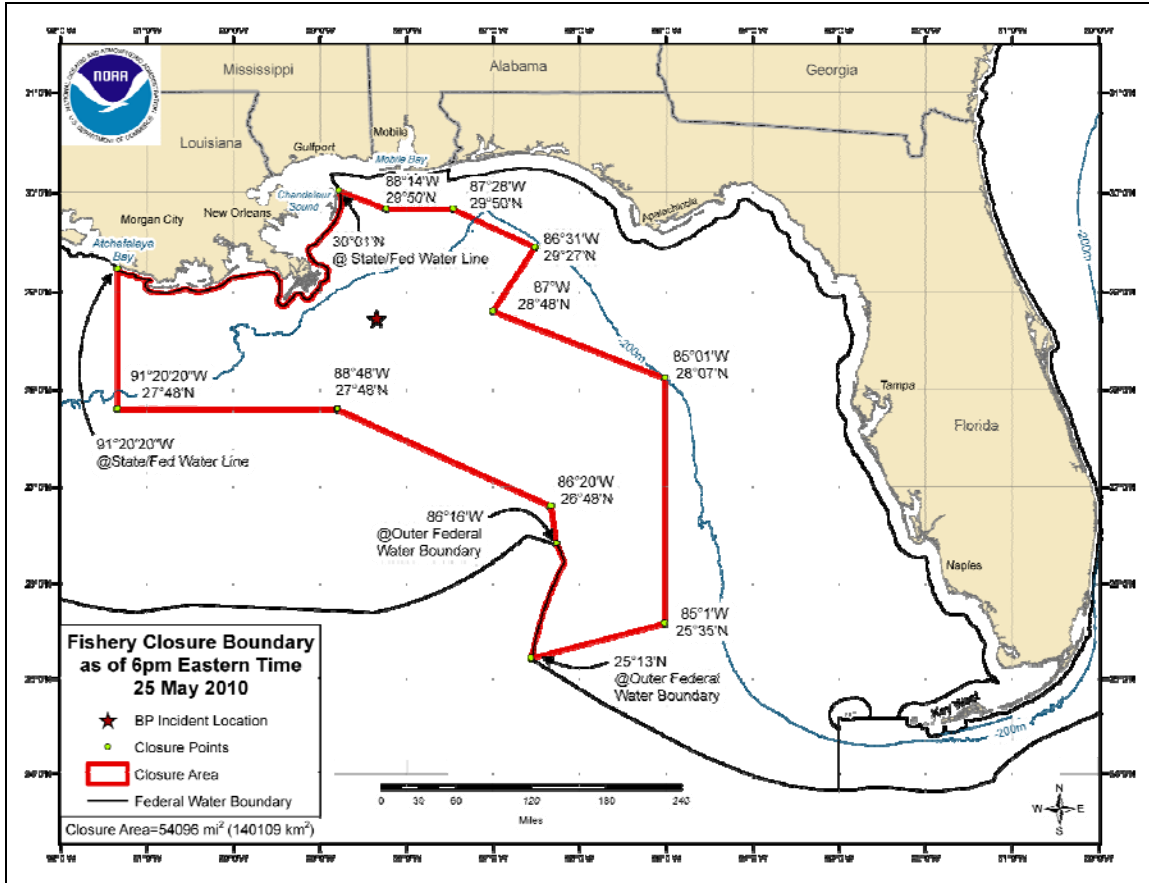 NOAA
Mississippi
Alabama
Georgia
Louisiana
Mobile
Gulfport
Mobile Bay
Chandeleur
Sound
New Orleans
Morgan City
Atchafalaya
Bay
Apalachicola
88°14'W
29°50'N
87°28'W
29°50'N
30°01'N
@ State/Fed Water Line
86°31'W
29°27'N
87°W
28°48'N
-200m
-200m
85°01'W
28°07'N
Tampa
Florida
91°20'20"W
27°48'N
88°48'W
27°48'N
91°20'20"W
@State/Fed Water Line
86°20'W
26°48'N
86°16'W
@Outer Federal
Water Boundary
Naples
85°1'W
25°35'N
25°13'N
@Outer Federal
Water Boundary
Key West
-200m
Fishery Closure Boundary
as of 6pm Eastern Time
25 May 2010
BP Incident Location
Closure Points
Closure Area
Federal Water Boundary
Closure Area=54096 mi² (140109 km²)
0 30 60 120 180 240
Miles
N
W E
S